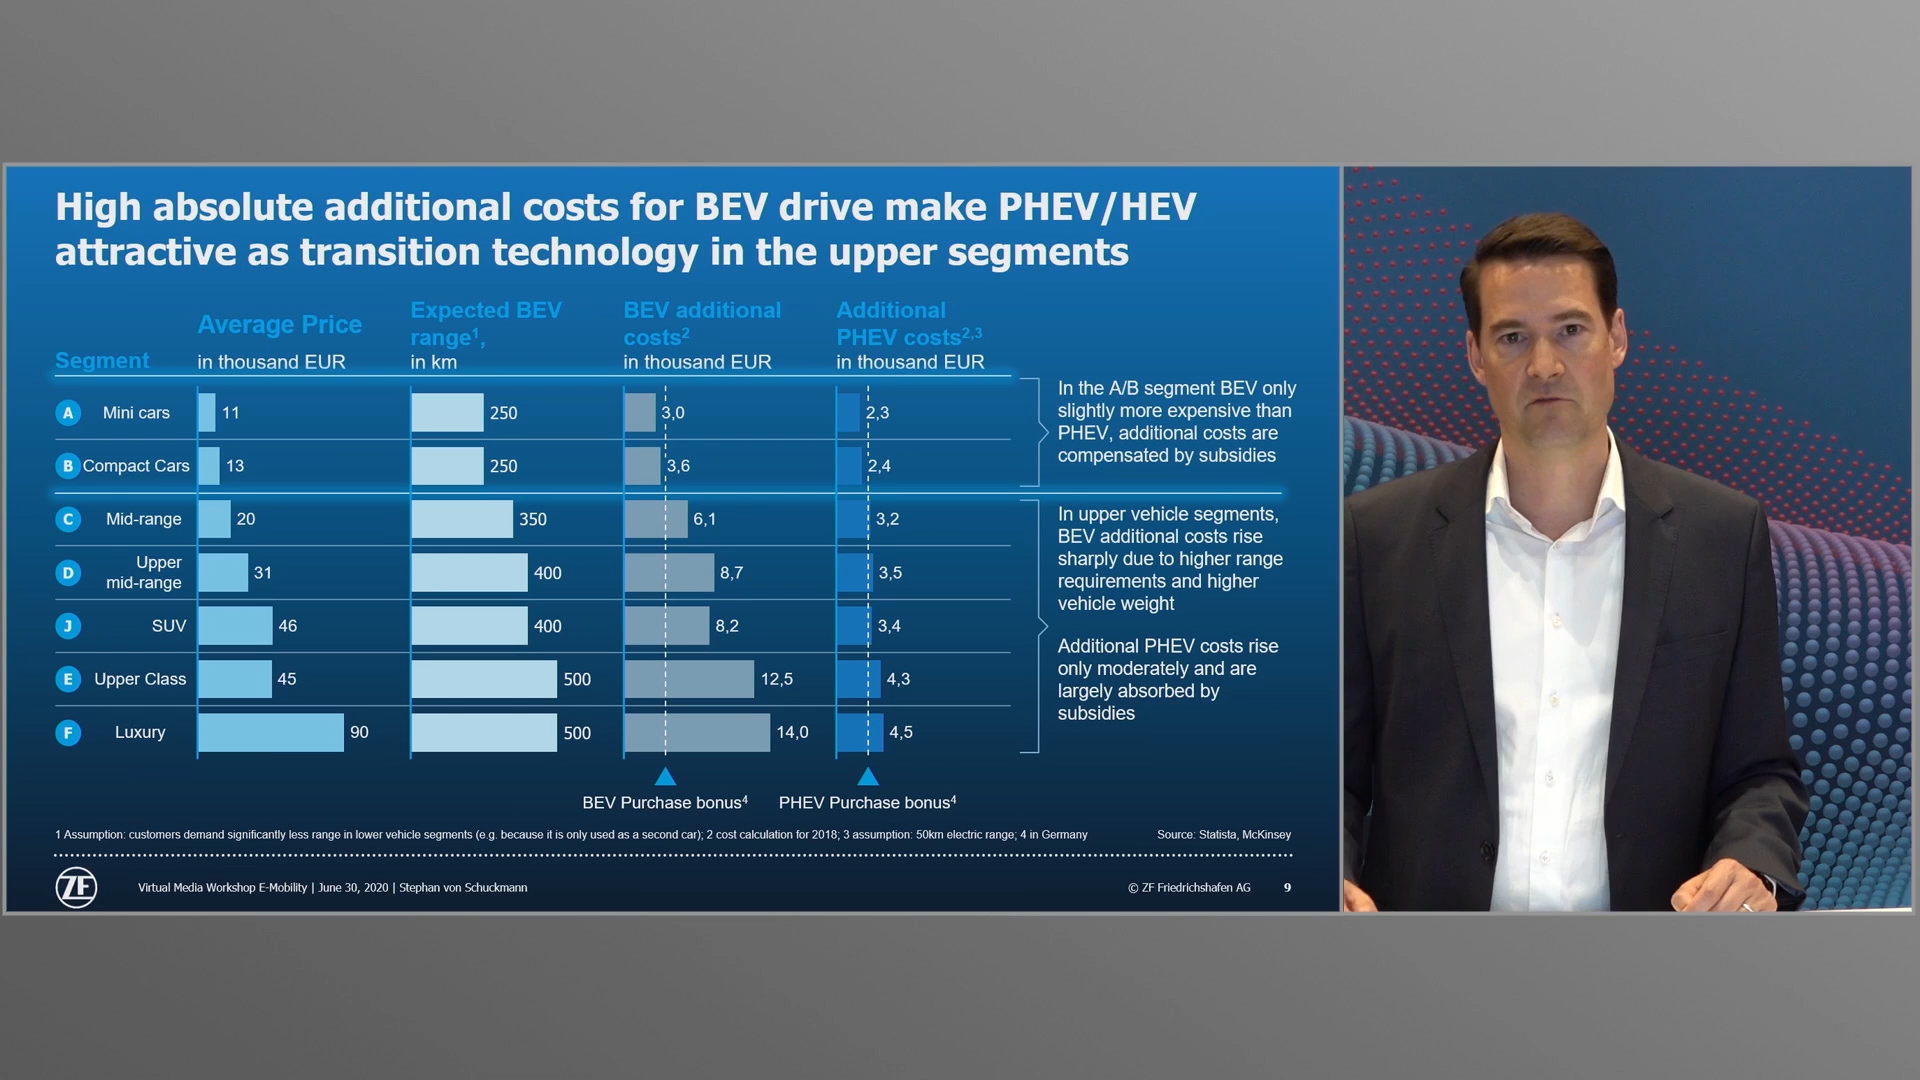 High absolute additional costs for BEV drive make PHEV/HEV
attractive as transition technology in the upper segments
Segment
Average Price
in thousand EUR
Expected BEV
range1,
in km
BEV additional
costs2
in thousand EUR
Additional
PHEV costs2,3
in thousand EUR
A Mini cars 11 250 3,0 2,3
B Compact Cars 13 250 3,6 2,4
C Mid-range 20 350 6,1 3,2
D Upper
mid-range 31 400 8,7 3,5
J SUV 46 400 8,2 3,4
E Upper Class 45 500 12,5 4,3
F Luxury 90 500 14,0 4,5
BEV Purchase bonus4
PHEV Purchase bonus4
In the A/B segment BEV only
slightly more expensive than
PHEV, additional costs are
compensated by subsidies
In upper vehicle segments,
BEV additional costs rise
sharply due to higher range
requirements and higher
vehicle weight
Additional PHEV costs rise
only moderately and are
largely absorbed by
subsidies
1 Assumption: customers demand significantly less range in lower vehicle segments (e.g. because it is only used as a second car); 2 cost calculation for 2018; 3 assumption: 50km electric range; 4 in Germany
Source: Statista, McKinsey
ZF
Virtual Media Workshop E-Mobility | June 30, 2020 | Stephan von Schuckmann
© ZF Friedrichshafen AG
9